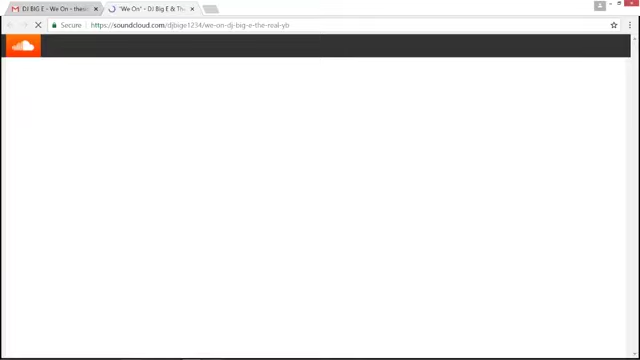 DJ BIG E - We On - thesi
"We On" - DJ Big E & Th
Secure https://soundcloud.com/djbige1234/we-on-dj-big-e-the-real-yb